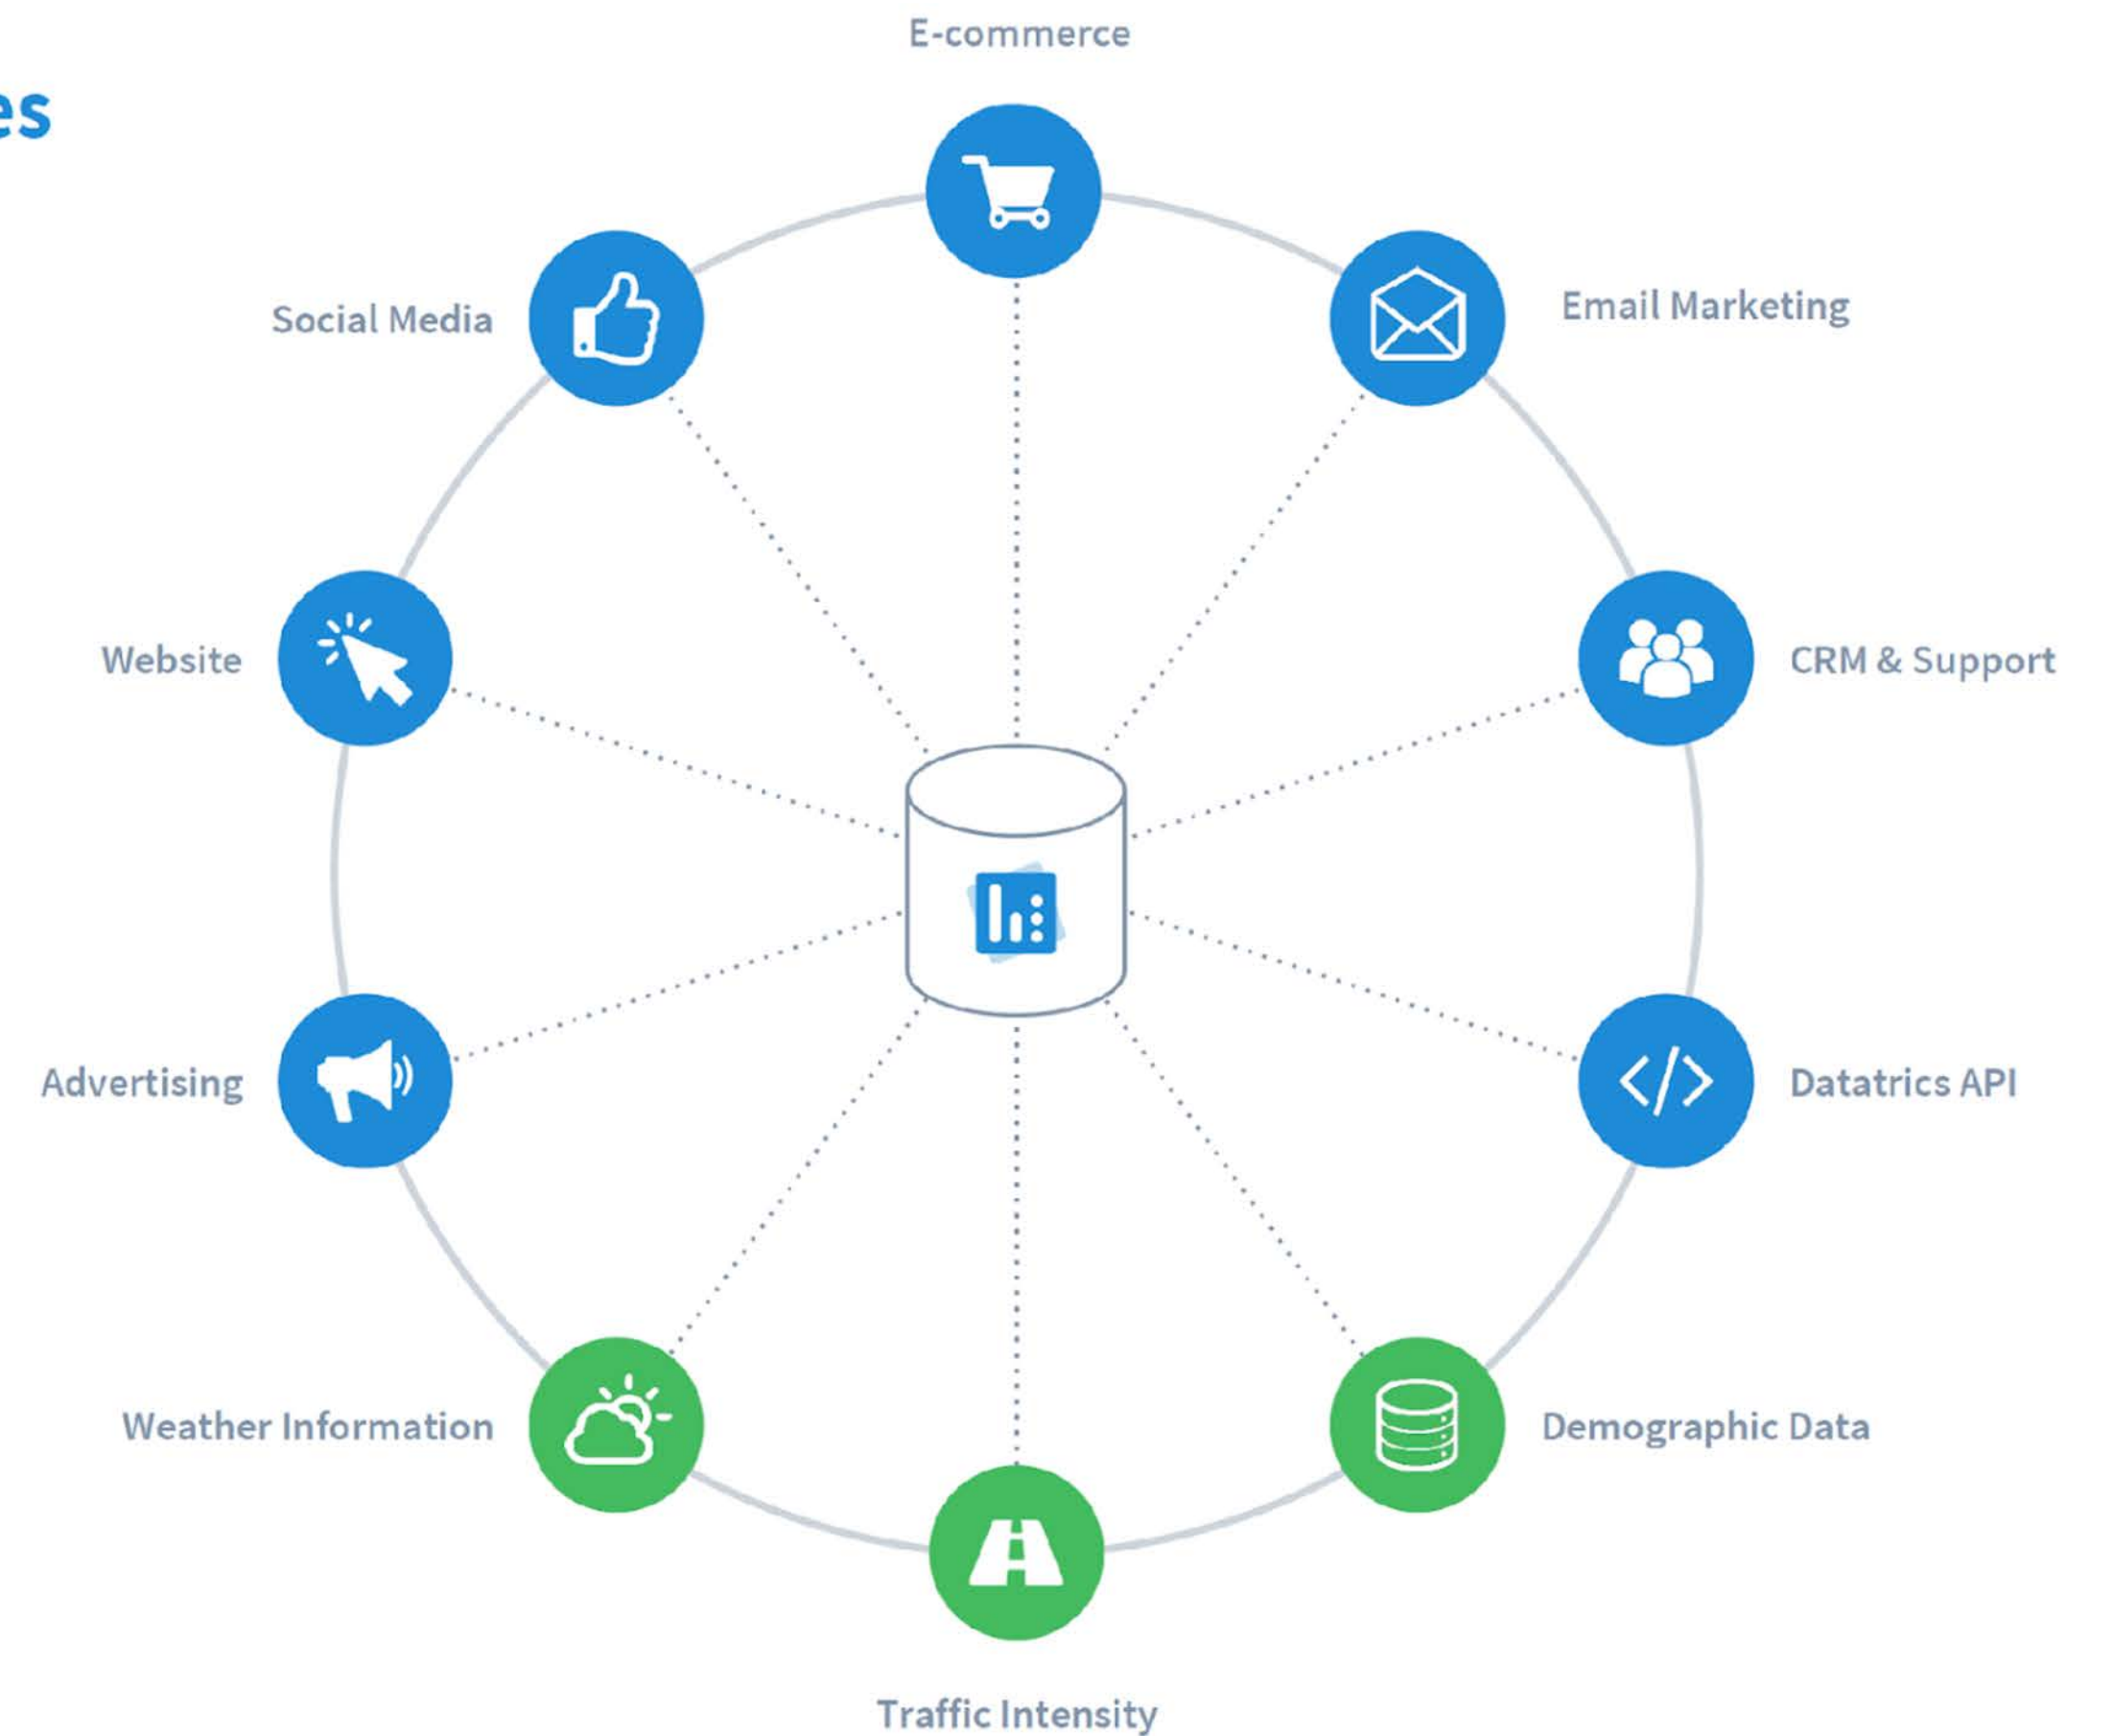 E-commerce
es
Social Media
Email Marketing
Website
CRM & Support
Advertising
Datatrics API
Weather Information
Demographic Data
Traffic Intensity